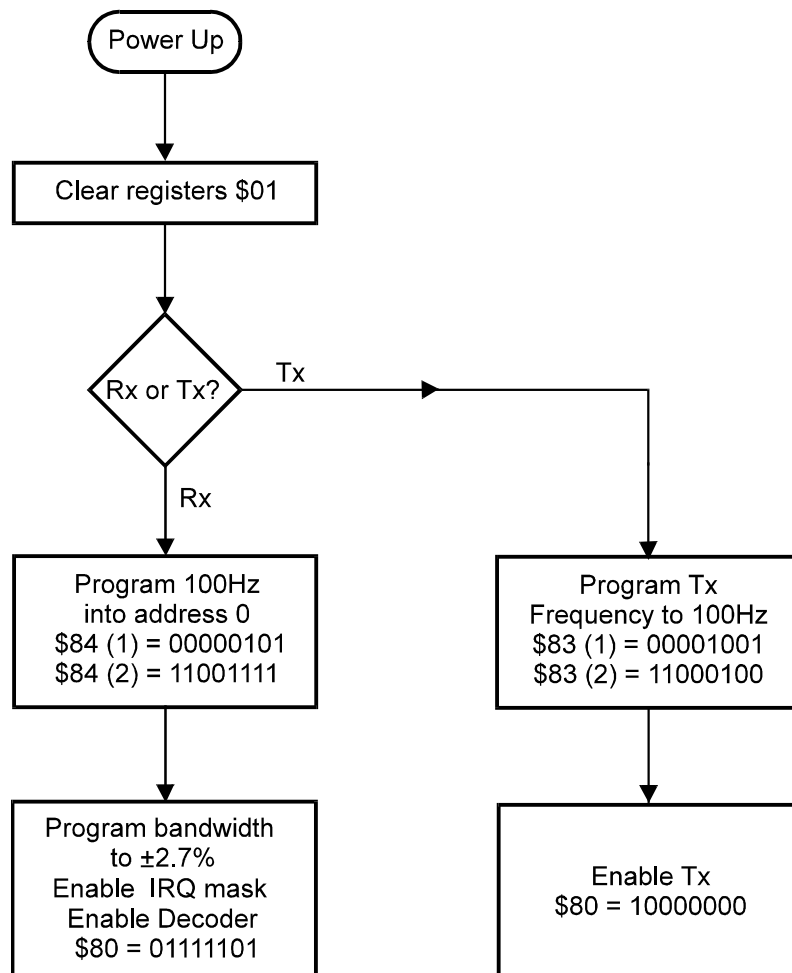 Power Up
Clear registers $01
Rx or Tx?
Tx
Rx
Program 100Hz
into address 0
$84 (1) = 00000101
$84 (2) = 11001111
Program Tx
Frequency to 100Hz
$83 (1) = 00001001
$83 (2) = 11000100
Program bandwidth
to ±2.7%
Enable IRQ mask
Enable Decoder
$80 = 01111101
Enable Tx
$80 = 10000000